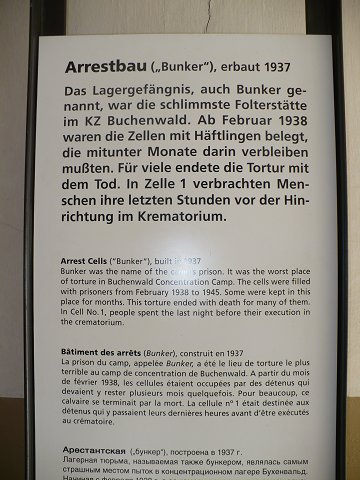 Arrestbau („Bunker“), erbaut 1937
Das Lagergefängnis, auch Bunker ge-
nannt, war die schlimmste Folterstätte
im KZ Buchenwald. Ab Februar 1938
waren die Zellen mit Häftlingen belegt,
die mitunter Monate darin verbleiben
mußten. Für viele endete die Tortur mit
dem Tod. In Zelle 1 verbrachten Men-
schen ihre letzten Stunden vor der Hin-
richtung im Krematorium.
Arrest Cells ("Bunker"), built in 1937
Bunker was the name of the camp's prison. It was the worst place
of torture in Buchenwald Concentration Camp. The cells were filled
with prisoners from February 1938 to 1945. Some were kept in this
place for months. This torture ended with death for many of them.
In Cell No. 1, people spent the last night before their execution in
the crematorium.
Bâtiment des arrêts (Bunker), construit en 1937
La prison du camp, appelée Bunker, a été le lieu de torture le plus
terrible au camp de concentration de Buchenwald. A partir du mois
de février 1938, les cellules étaient occupées par des détenus qui
devaient y rester plusieurs mois quelquefois. Pour beaucoup, ce
calvaire se terminait par la mort. La cellule n° 1 était destinée aux
détenus qui y passaient leurs dernières heures avant d'être exécutés
au crématoire.
Арестантская („бункер“), построена в 1937 г.
Лагерная тюрьма, называемая также бункером, являлась самым
страшным местом пыток в концентрационном лагере Бухенвальд.